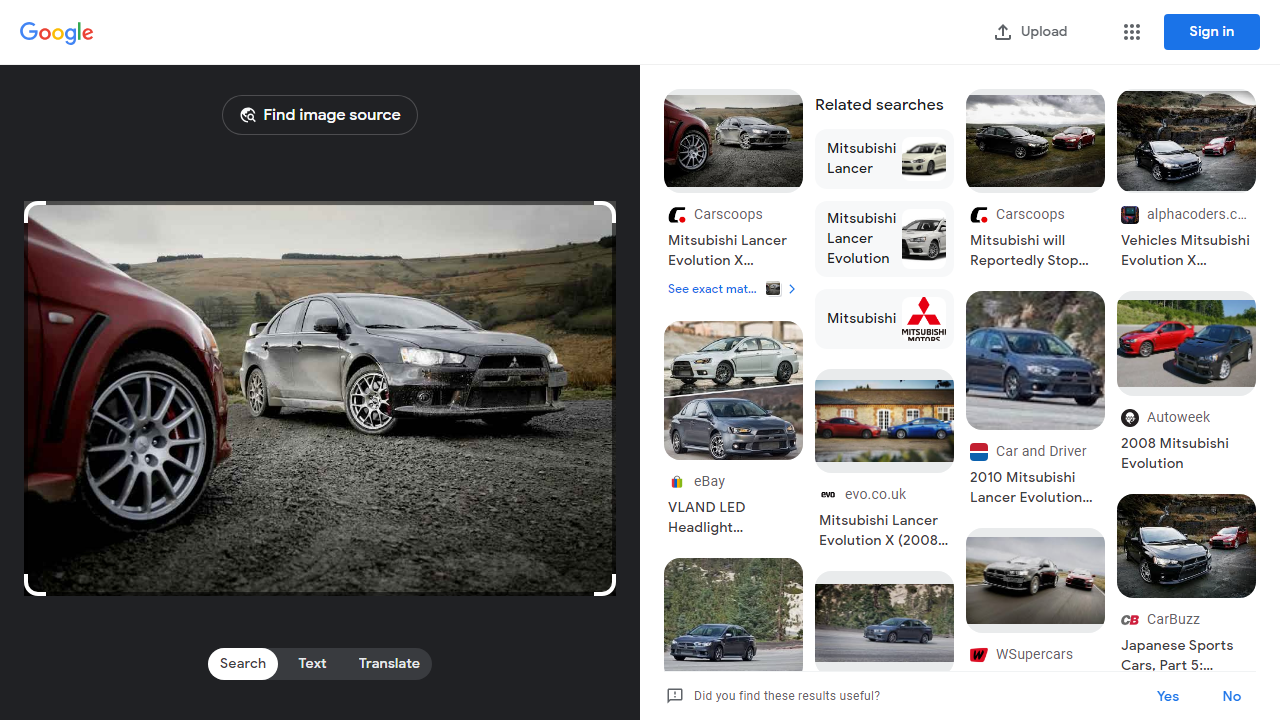 Google
Upload
Sign in
Find image source
Search
Text
Translate
Carscoops
Mitsubishi Lancer
Evolution X...
See exact mat...
eBay
VLAND LED
Headlight...
Related searches
Mitsubishi
Lancer
Mitsubishi
Lancer
Evolution
Mitsubishi
MITSUBISHI
MOTORS
evo
evo.co.uk
Mitsubishi Lancer
Evolution X (2008...
Carscoops
Mitsubishi will
Reportedly Stop...
Car and Driver
2010 Mitsubishi
Lancer Evolution...
WSupercars
alphacoders.c...
Vehicles Mitsubishi
Evolution X...
Autoweek
2008 Mitsubishi
Evolution
CB
CarBuzz
Japanese Sports
Cars, Part 5:...
Did you find these results useful?
Yes
No